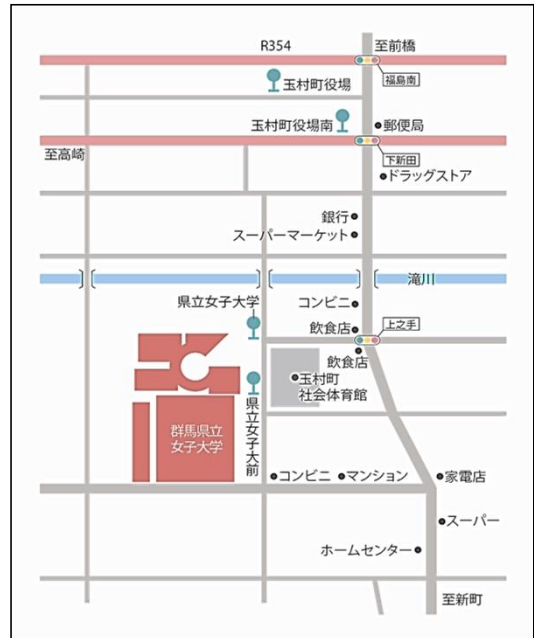 R354
至前橋
福島南
玉村町役場
玉村町役場南
郵便局
下新田
至高崎
ドラッグストア
銀行
スーパーマーケット
滝川
県立女子大学
コンビニ
飲食店
上之手
飲食店
玉村町
社会体育館
県立女子大前
群馬県立
女子大学
コンビニ
マンション
家電店
スーパー
ホームセンター
至新町